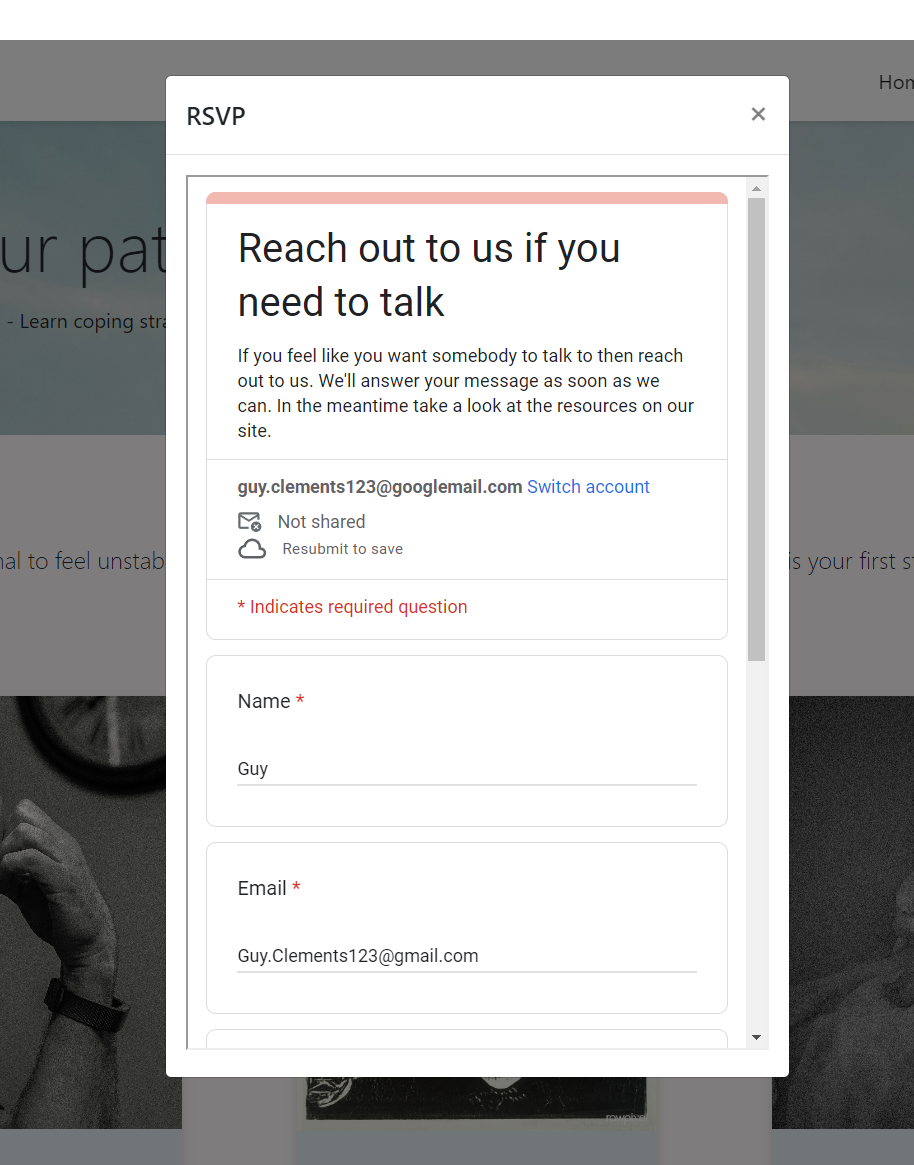 Hom
RSVP
×
ur pat
- Learn coping stra
Reach out to us if you
need to talk
If you feel like you want somebody to talk to then reach
out to us. We'll answer your message as soon as we
can. In the meantime take a look at the resources on our
site.
guy.clements123@googlemail.com Switch account
Not shared
Resubmit to save
* Indicates required question
nal to feel unstab
is your first s
Name *
Guy
Email *
Guy.Clements123@gmail.com
rawpixel